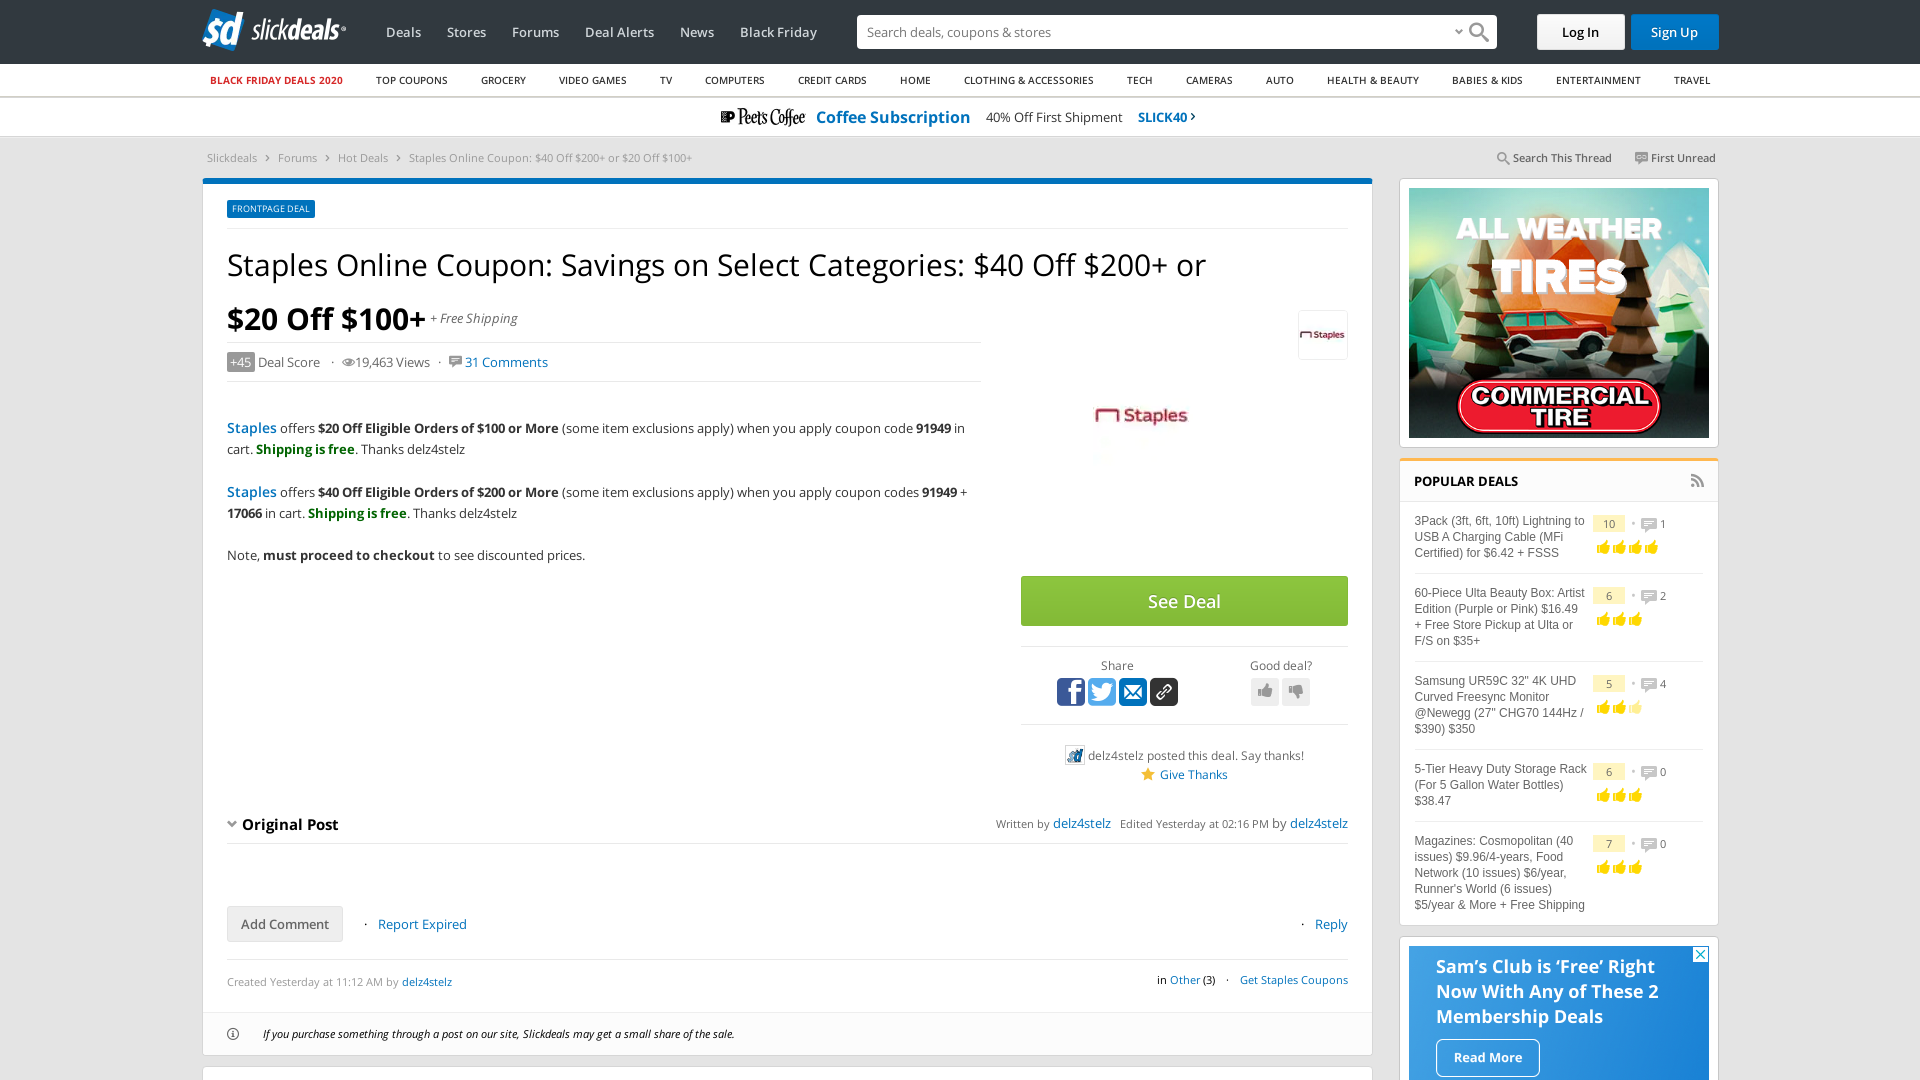 sd slickdeals
Deals
Stores
Forums
Deal Alerts
News
Black Friday
Search deals, coupons & stores
Log In
Sign Up
BLACK FRIDAY DEALS 2020
TOP COUPONS
GROCERY
VIDEO GAMES
TV
COMPUTERS
CREDIT CARDS
HOME
CLOTHING & ACCESSORIES
TECH
CAMERAS
AUTO
HEALTH & BEAUTY
BABIES & KIDS
ENTERTAINMENT
TRAVEL
Peet's Coffee Coffee Subscription 40% Off First Shipment SLICK40
Slickdeals > Forums > Hot Deals > Staples Online Coupon: $40 Off $200+ or $20 Off $100+
Search This Thread
First Unread
FRONTPAGE DEAL
Staples Online Coupon: Savings on Select Categories: $40 Off $200+ or
$20 Off $100+ + Free Shipping
+45 Deal Score · 19,463 Views · 31 Comments
Staples offers $20 Off Eligible Orders of $100 or More (some item exclusions apply) when you apply coupon code 91949 in
cart. Shipping is free. Thanks delz4stelz
Staples offers $40 Off Eligible Orders of $200 or More (some item exclusions apply) when you apply coupon codes 91949 +
17066 in cart. Shipping is free. Thanks delz4stelz
Note, must proceed to checkout to see discounted prices.
Staples
Staples
See Deal
Share
Good deal?
delz4stelz posted this deal. Say thanks!
Give Thanks
Original Post
Written by delz4stelz Edited Yesterday at 02:16 PM by delz4stelz
Add Comment
· Report Expired
· Reply
Created Yesterday at 11:12 AM by delz4stelz
in Other (3) · Get Staples Coupons
If you purchase something through a post on our site, Slickdeals may get a small share of the sale.
ALL WEATHER
TIRES
COMMERCIAL
TIRE
POPULAR DEALS
3Pack (3ft, 6ft, 10ft) Lightning to
USB A Charging Cable (MFi
Certified) for $6.42 + FSSS
10 • 1
60-Piece Ulta Beauty Box: Artist
Edition (Purple or Pink) $16.49
+ Free Store Pickup at Ulta or
F/S on $35+
6 • 2
Samsung UR59C 32" 4K UHD
Curved Freesync Monitor
@Newegg (27" CHG70 144Hz /
$390) $350
5 • 4
5-Tier Heavy Duty Storage Rack
(For 5 Gallon Water Bottles)
$38.47
6 • 0
Magazines: Cosmopolitan (40
issues) $9.96/4-years, Food
Network (10 issues) $6/year,
Runner's World (6 issues)
$5/year & More + Free Shipping
7 • 0
Sam's Club is 'Free' Right
Now With Any of These 2
Membership Deals
Read More